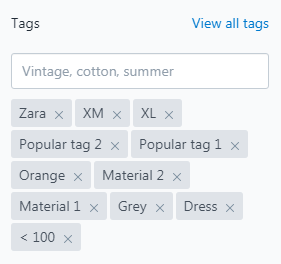 Tags View all tags
Vintage, cotton, summer
Zara × XM × XL ×
Popular tag 2 × Popular tag 1 ×
Orange × Material 2 ×
Material 1 × Grey × Dress ×
< 100 ×